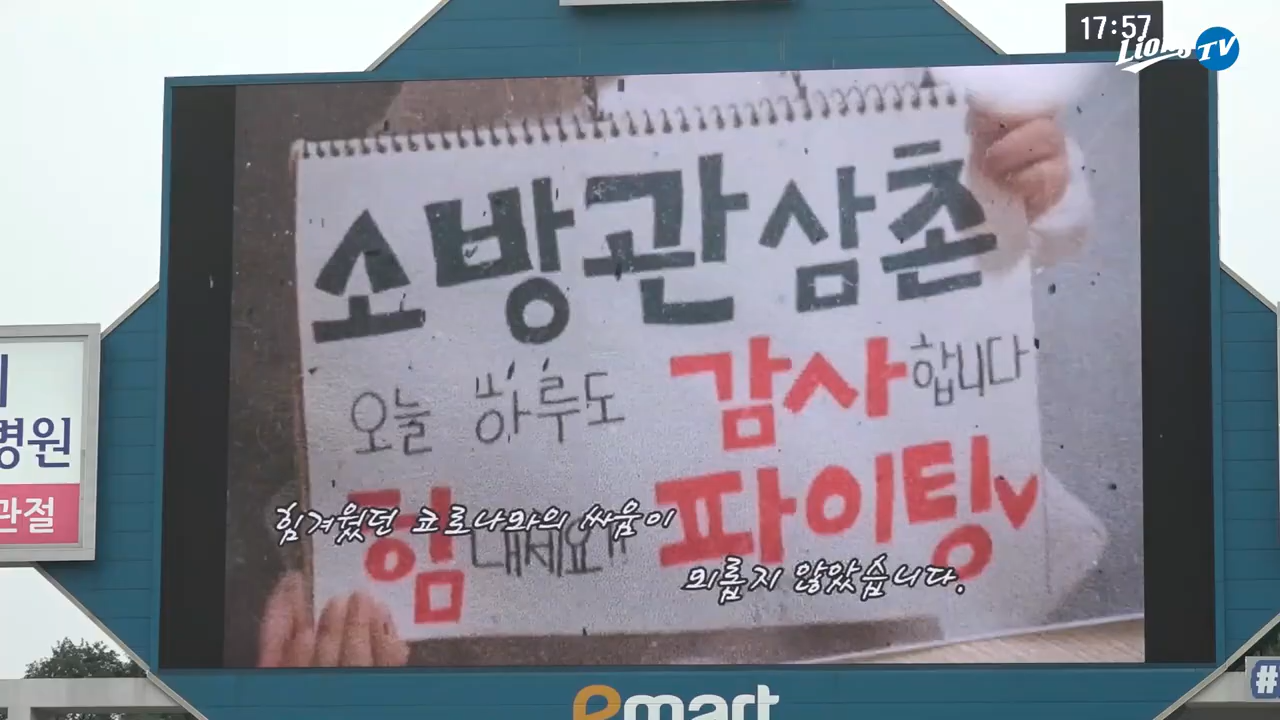 17:57
Lions TV
소방관삼촌
오늘 하루도 감사합니다
힘내세요!! 파이팅♥
힘겨웠던 코로나와의 싸움이
외롭지 않았습니다.
병원
관절
emart
#